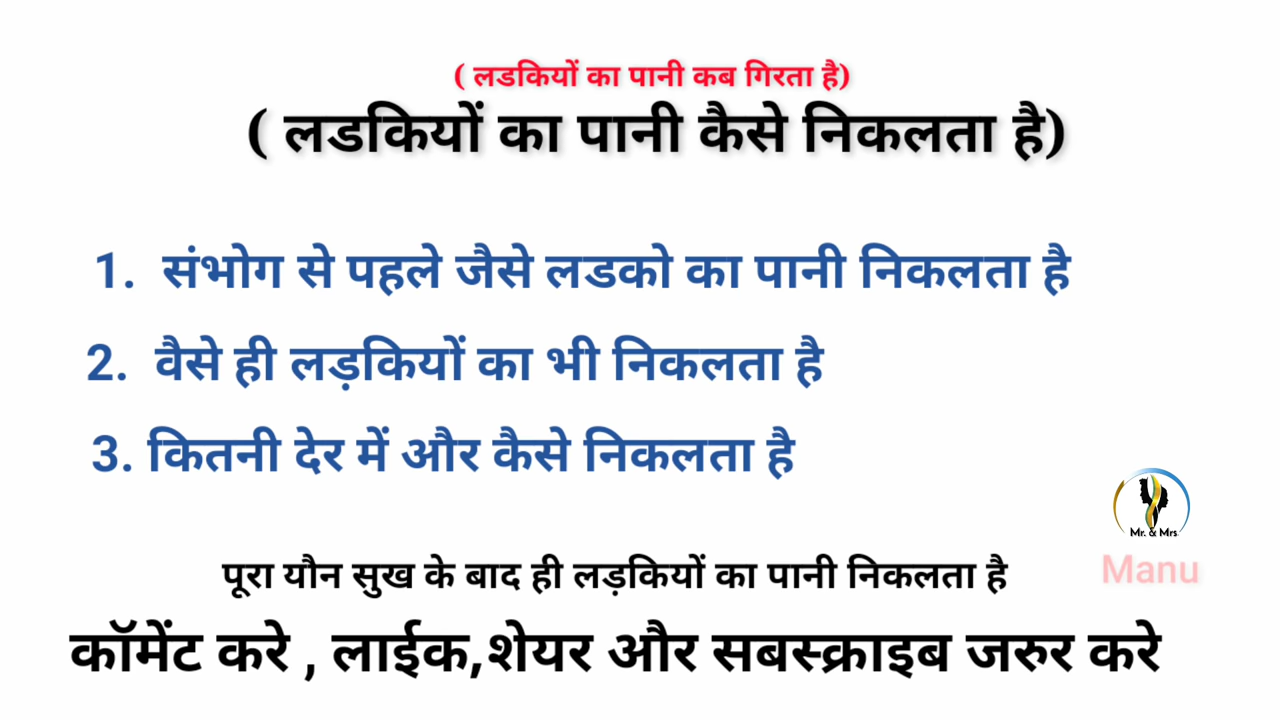 ( लडकियों का पानी कब गिरता है)
( लडकियों का पानी कैसे निकलता है)
1. संभोग से पहले जैसे लडको का पानी निकलता है
2. वैसे ही लड़कियों का भी निकलता है
3. कितनी देर में और कैसे निकलता है
Mr. & Mrs
Manu
पूरा यौन सुख के बाद ही लड़कियों का पानी निकलता है
कॉमेंट करे , लाईक,शेयर और सबस्क्राइब जरुर करे